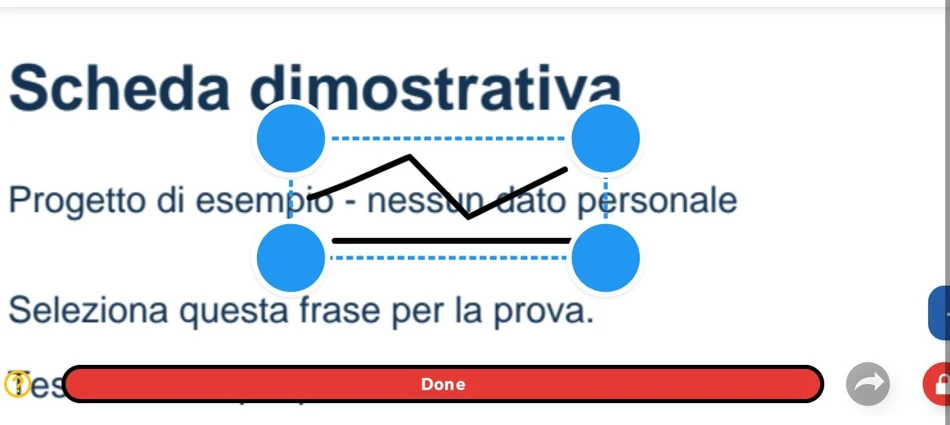 Scheda dimostrativa
Progetto di esempio - nessun dato personale
Seleziona questa frase per la prova.
Done